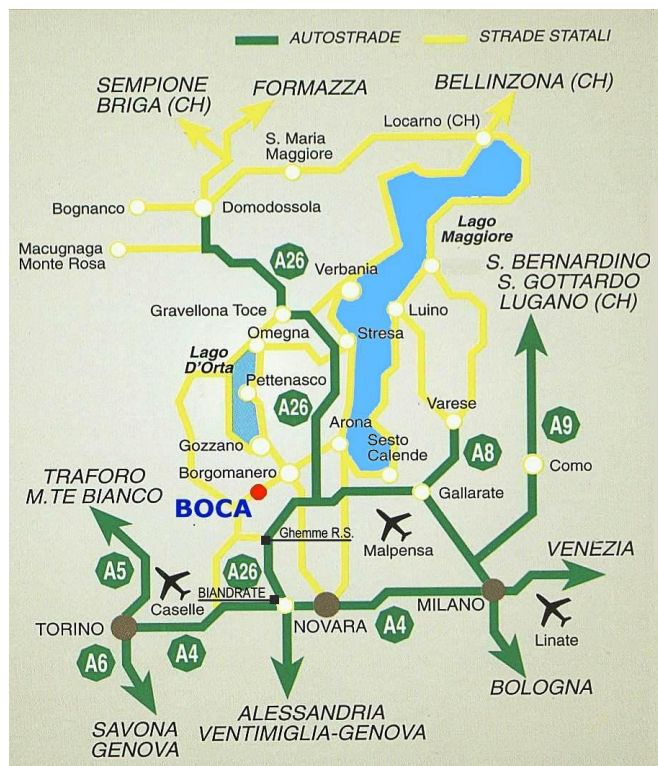 AUTOSTRADE
STRADE STATALI
SEMPIONE
BRIGA (CH)
FORMAZZA
BELLINZONA (CH)
Locarno (CH)
S. Maria
Maggiore
Bognanco
Domodossola
Lago
Maggiore
Macugnaga
Monte Rosa
A26
Verbania
S. BERNARDINO
S. GOTTARDO
LUGANO (CH)
Gravellona Toce
Luino
Omegna
Stresa
Lago
D'Orta
Pettenasco
A26
Varese
Arona
A9
Gozzano
Sesto
Calende
A8
Borgomanero
Como
TRAFORO
M.TE BIANCO
BOCA
Gallarate
Ghemme R.S.
Malpensa
VENEZIA
A5
A26
BIANDRATE
Caselle
MILANO
TORINO
NOVARA
A4
Linate
A6
A4
BOLOGNA
SAVONA
GENOVA
ALESSANDRIA
VENTIMIGLIA-GENOVA